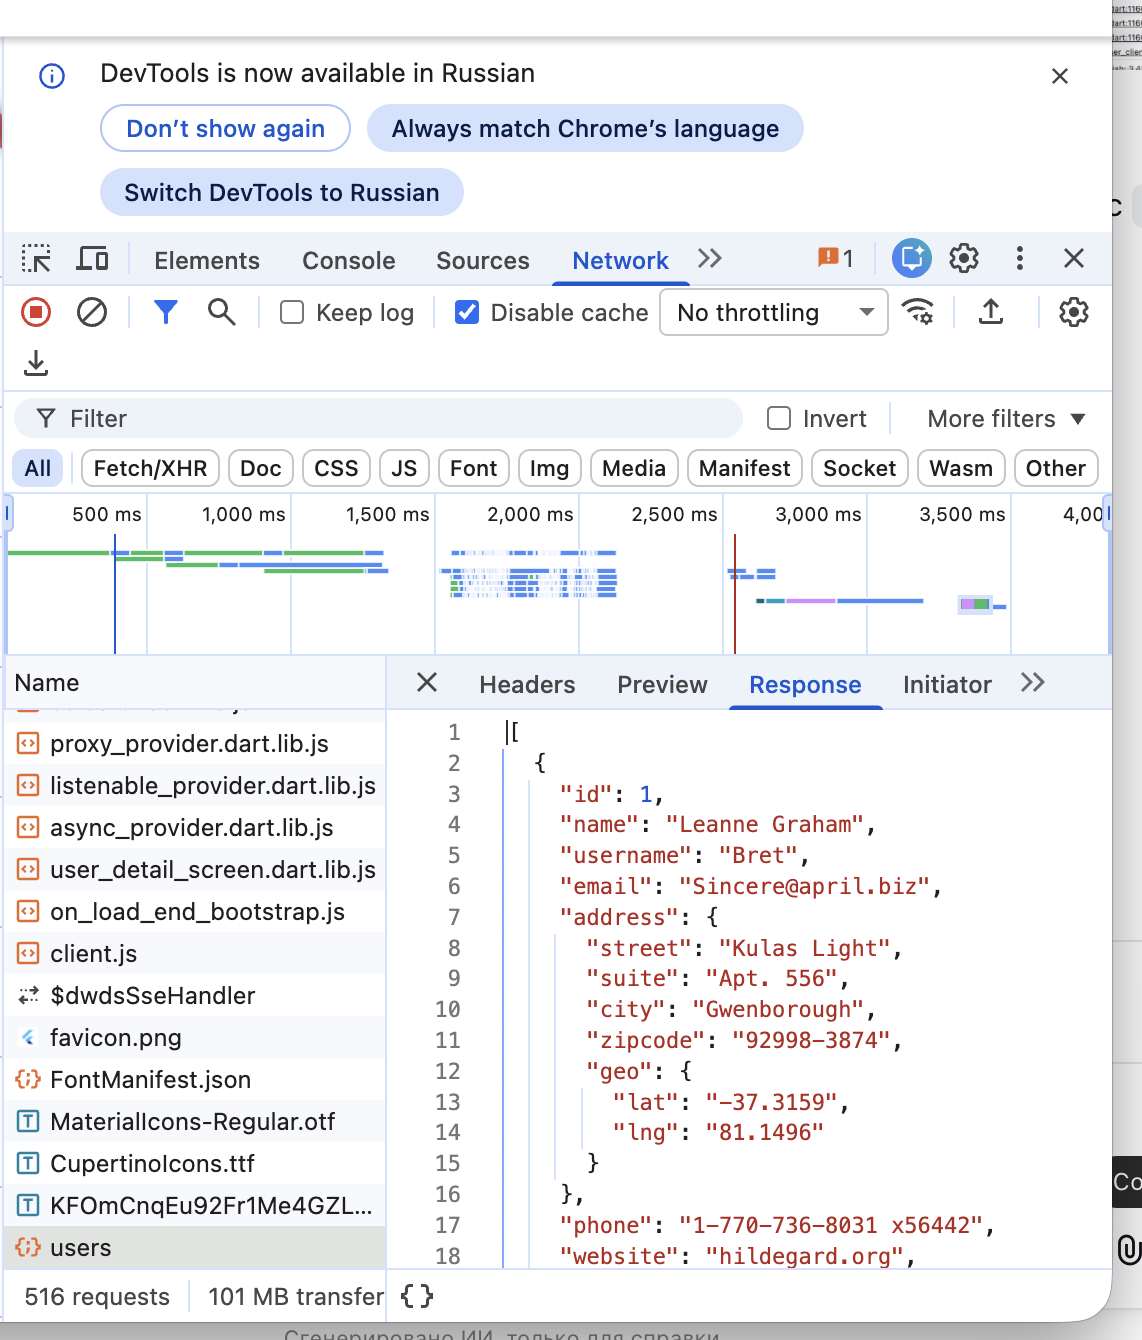 DevTools is now available in Russian
Don't show again
Always match Chrome's language
Switch DevTools to Russian
Elements Console Sources Network 1
Keep log Disable cache No throttling
Filter Invert More filters
All Fetch/XHR Doc CSS JS Font Img Media Manifest Socket Wasm Other
500 ms 1,000 ms 1,500 ms 2,000 ms 2,500 ms 3,000 ms 3,500 ms 4,00
Name
Headers Preview Response Initiator
proxy_provider.dart.lib.js
listenable_provider.dart.lib.js
async_provider.dart.lib.js
user_detail_screen.dart.lib.js
on_load_end_bootstrap.js
client.js
$dwdsSseHandler
favicon.png
FontManifest.json
MaterialIcons-Regular.otf
CupertinoIcons.ttf
KFOmCnqEu92Fr1Me4GZL...
users
1 [
2 {
3 "id": 1,
4 "name": "Leanne Graham",
5 "username": "Bret",
6 "email": "Sincere@april.biz",
7 "address": {
8 "street": "Kulas Light",
9 "suite": "Apt. 556",
10 "city": "Gwenborough",
11 "zipcode": "92998-3874",
12 "geo": {
13 "lat": "-37.3159",
14 "lng": "81.1496"
15 }
16 },
17 "phone": "1-770-736-8031 x56442",
18 "website": "hildegard.org",
516 requests 101 MB transfer {}
Сгенерировано ИИ, только для справки